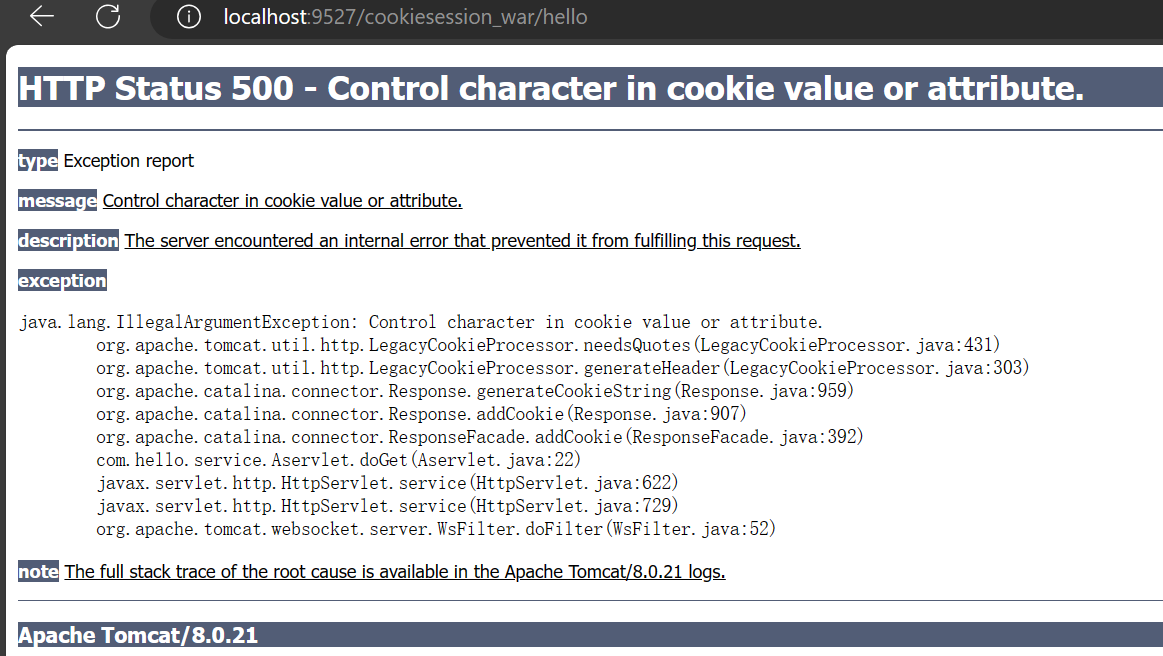 localhost:9527/cookiesession_war/hello
HTTP Status 500 - Control character in cookie value or attribute.
type Exception report
message Control character in cookie value or attribute.
description The server encountered an internal error that prevented it from fulfilling this request.
exception
java.lang.IllegalArgumentException: Control character in cookie value or attribute.
org.apache.tomcat.util.http.LegacyCookieProcessor.needsQuotes(LegacyCookieProcessor.java:431)
org.apache.tomcat.util.http.LegacyCookieProcessor.generateHeader(LegacyCookieProcessor.java:303)
org.apache.catalina.connector.Response.generateCookieString(Response.java:959)
org.apache.catalina.connector.Response.addCookie(Response.java:907)
org.apache.catalina.connector.ResponseFacade.addCookie(ResponseFacade.java:392)
com.hello.service.Aservlet.doGet(Aservlet.java:22)
javax.servlet.http.HttpServlet.service(HttpServlet.java:622)
javax.servlet.http.HttpServlet.service(HttpServlet.java:729)
org.apache.tomcat.websocket.server.WsFilter.doFilter(WsFilter.java:52)
note The full stack trace of the root cause is available in the Apache Tomcat/8.0.21 logs.
Apache Tomcat/8.0.21